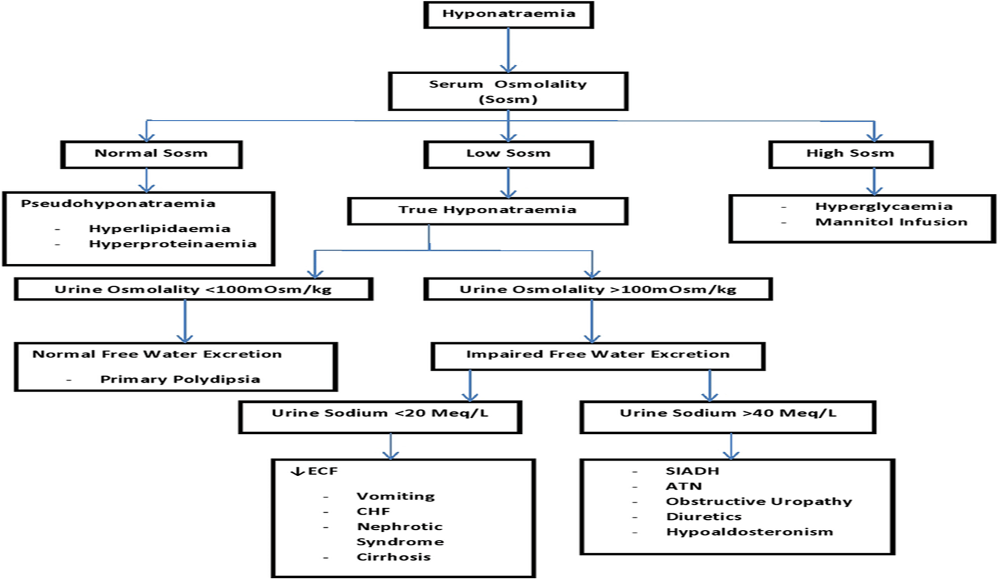 Hyponatraemia
Serum Osmolality
(Sosm)
Normal Sosm
Low Sosm
High Sosm
Pseudohyponatraemia
- Hyperlipidaemia
- Hyperproteinaemia
True Hyponatraemia
- Hyperglycaemia
- Mannitol Infusion
Urine Osmolality <100mOsm/kg
Urine Osmolality >100mOsm/kg
Normal Free Water Excretion
- Primary Polydipsia
Impaired Free Water Excretion
Urine Sodium <20 Meq/L
Urine Sodium >40 Meq/L
↓ECF
- Vomiting
- CHF
- Nephrotic
Syndrome
- Cirrhosis
- SIADH
- ATN
- Obstructive Uropathy
- Diuretics
- Hypoaldosteronism